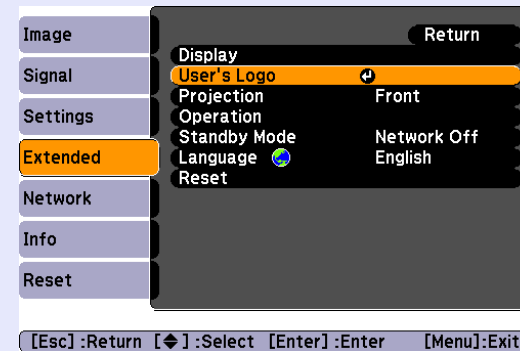 Image
Signal
Settings
Extended
Network
Info
Reset
Return
Display
User's Logo
Projection Front
Operation
Standby Mode Network Off
Language English
Reset
[Esc] :Return [◆] :Select [Enter] :Enter [Menu]:Exit